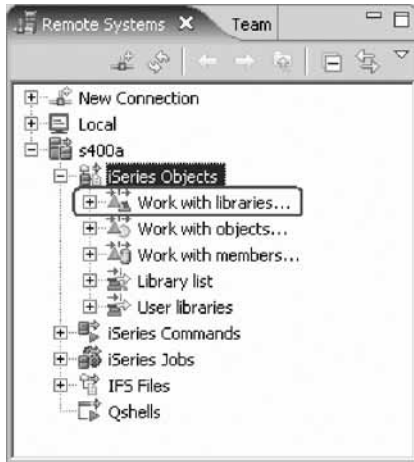 Remote Systems Team
New Connection
Local
s400a
iSeries Objects
Work with libraries...
Work with objects...
Work with members...
Library list
User libraries
iSeries Commands
iSeries Jobs
IFS Files
Qshells